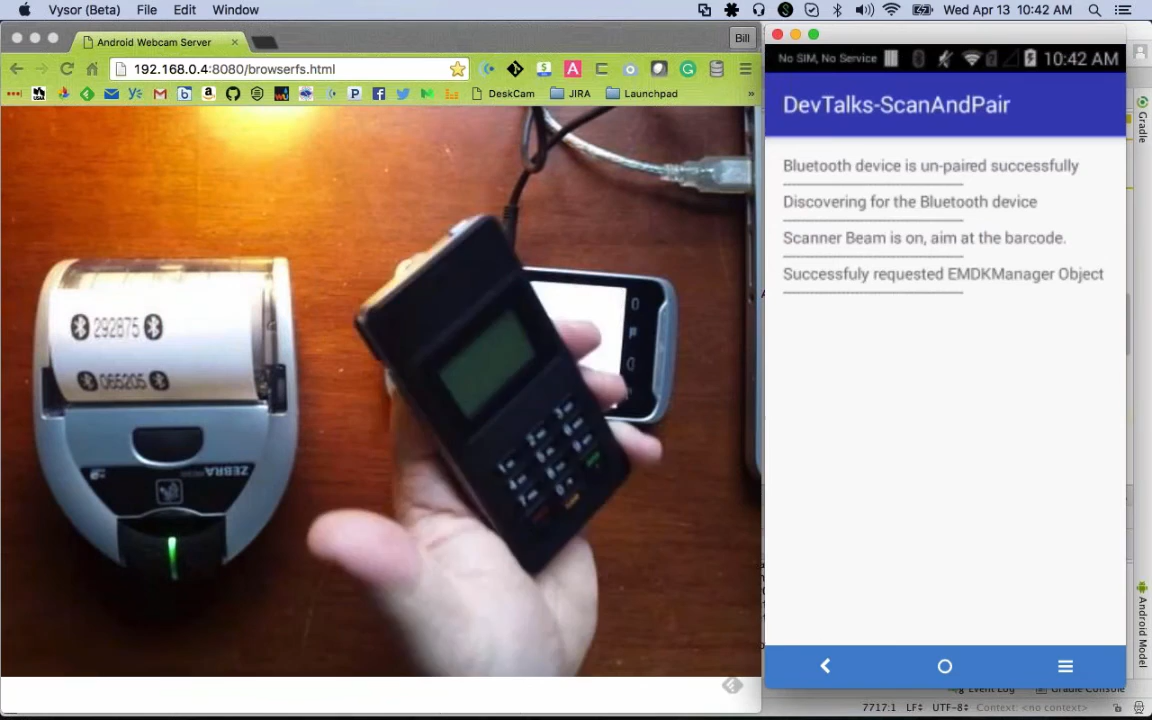 Vysor (Beta) File Edit Window
Wed Apr 13 10:42 AM
Android Webcam Server
Bill
192.168.0.4:8080/browserfs.html
DeskCam JIRA Launchpad »
292875
065205
ZEBRA
No SIM, No Service
10:42 AM
DevTalks-ScanAndPair
Bluetooth device is un-paired successfully
Discovering for the Bluetooth device
Scanner Beam is on, aim at the barcode.
Successfuly requested EMDKManager Object
Gradle
Android Model
Event Log Gradle Console
7717:1 LF÷ UTF-8÷ Context: <no context>